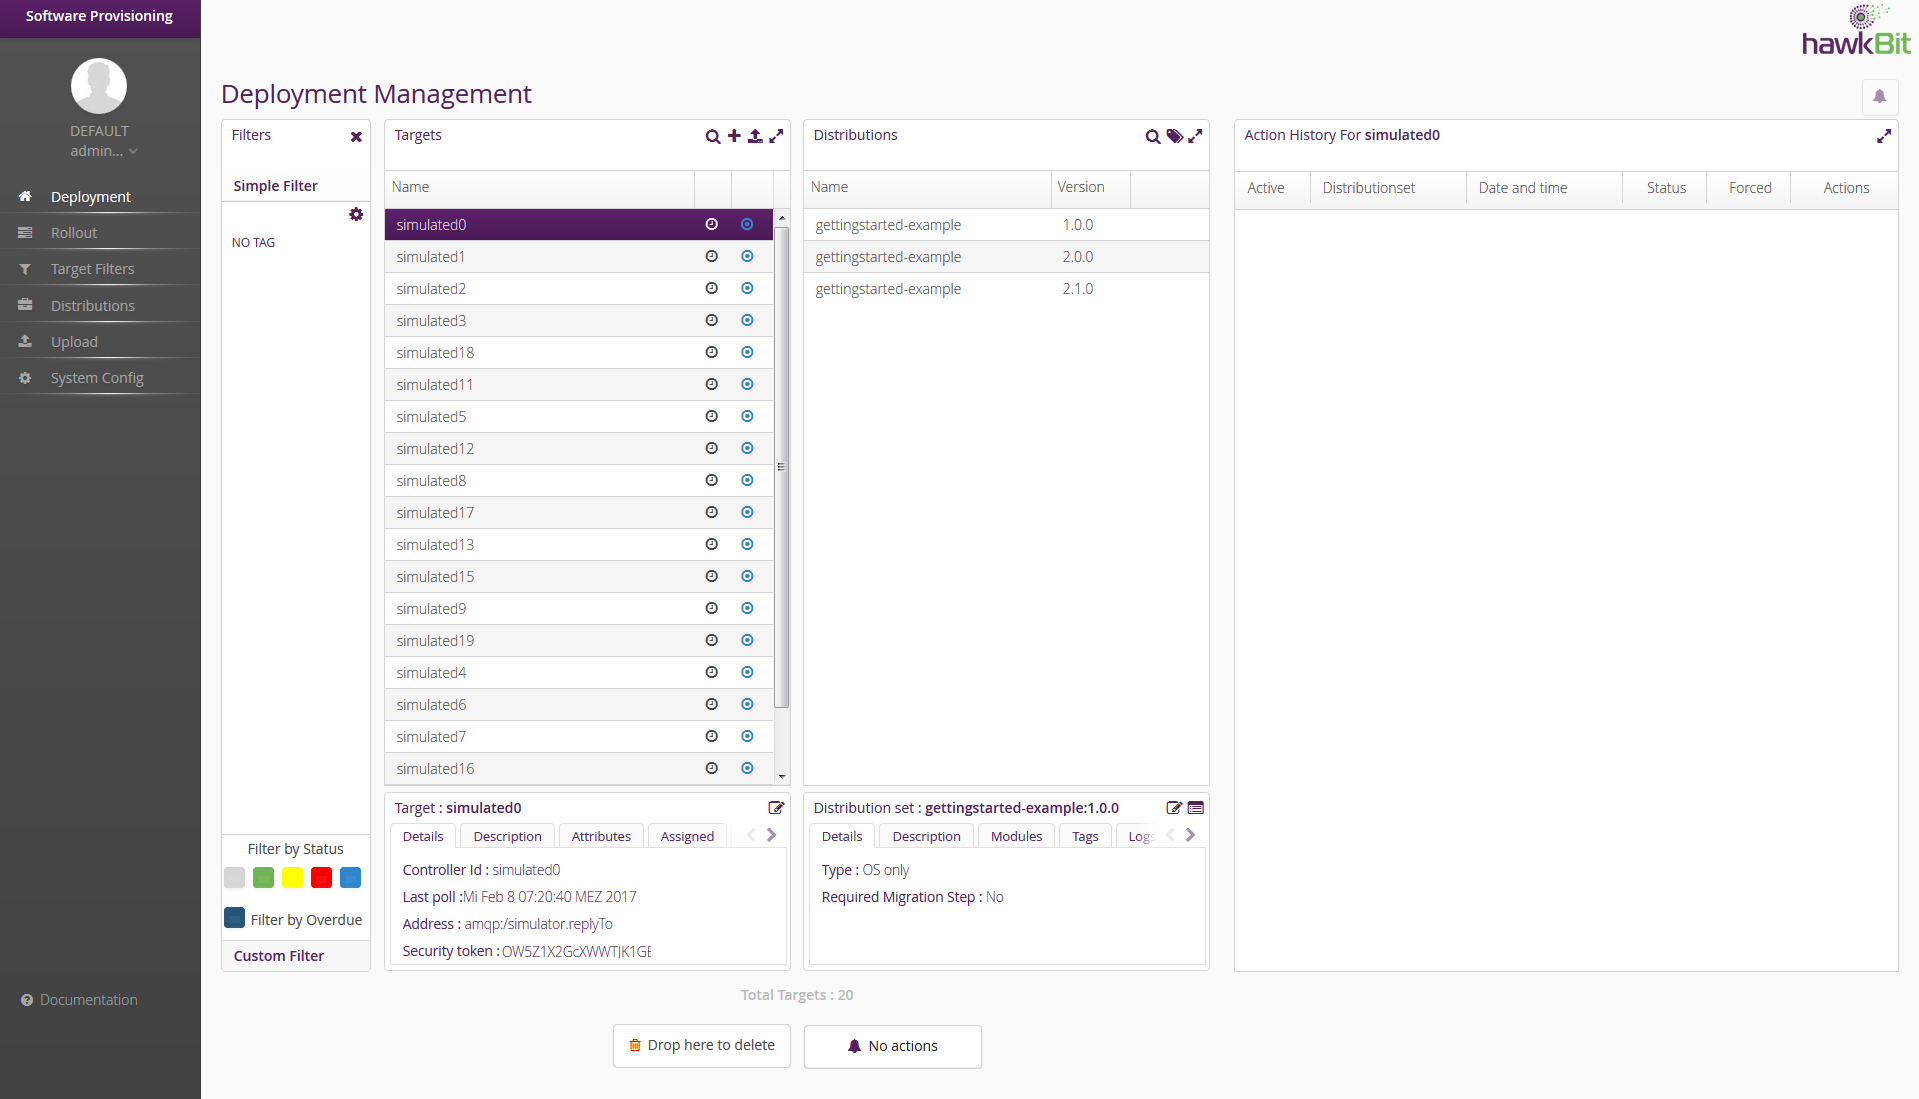 Software Provisioning
DEFAULT
admin...
Deployment
Rollout
Target Filters
Distributions
Upload
System Config
Documentation
hawkBit
Deployment Management
Filters
Simple Filter
NO TAG
Filter by Status
Filter by Overdue
Custom Filter
Targets
Name
simulated0
simulated1
simulated2
simulated3
simulated18
simulated11
simulated5
simulated12
simulated8
simulated17
simulated13
simulated15
simulated9
simulated19
simulated4
simulated6
simulated7
simulated16
Target : simulated0
Details Description Attributes Assigned
Controller Id : simulated0
Last poll :Mi Feb 8 07:20:40 MEZ 2017
Address : amqp:/simulator.replyTo
Security token : OW5Z1X2GcXWWTJK1GE
Distributions
Name Version
gettingstarted-example 1.0.0
gettingstarted-example 2.0.0
gettingstarted-example 2.1.0
Distribution set : gettingstarted-example:1.0.0
Details Description Modules Tags Logs
Type : OS only
Required Migration Step : No
Action History For simulated0
Active Distributionset Date and time Status Forced Actions
Total Targets : 20
Drop here to delete
No actions